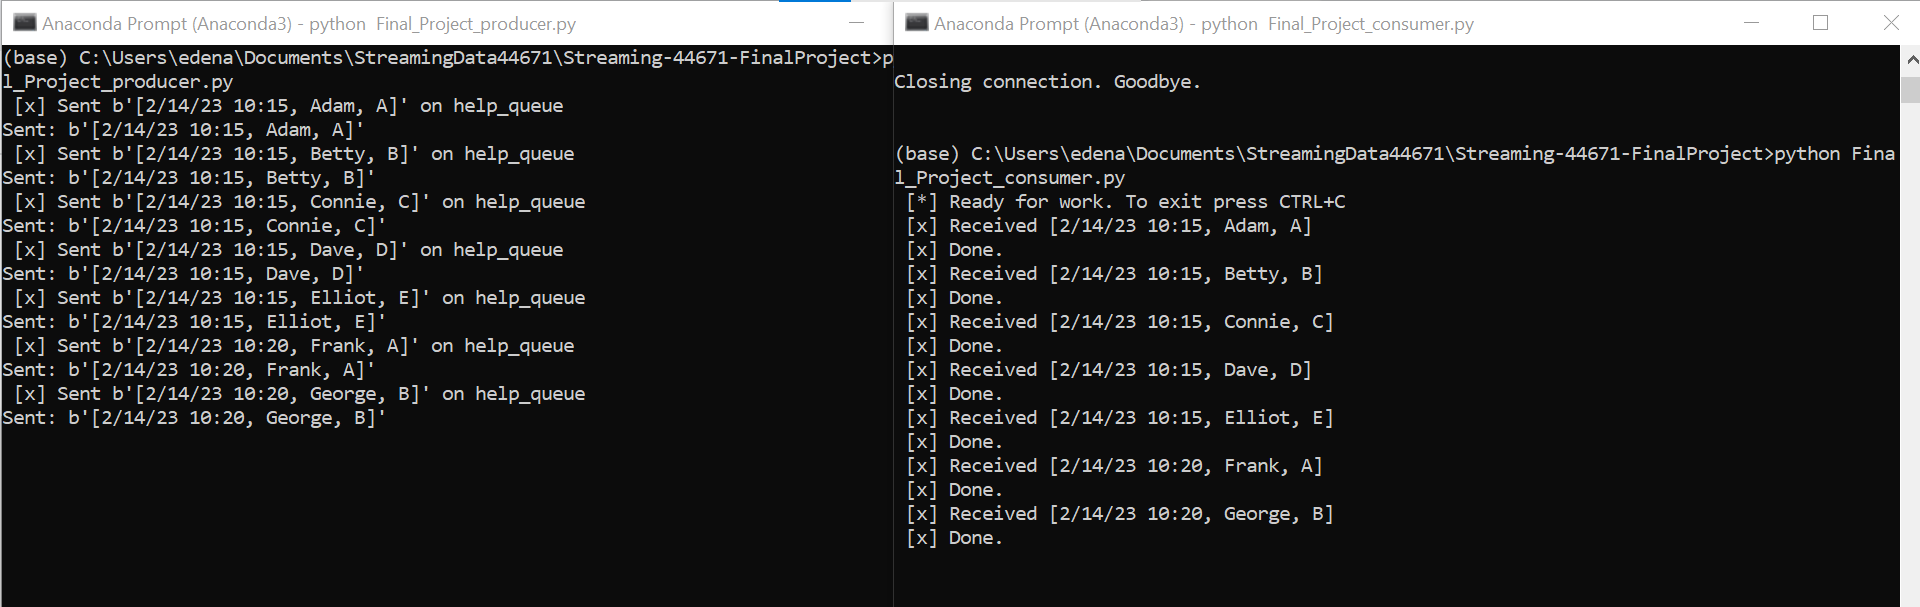 Anaconda Prompt (Anaconda3) - python  Final_Project_producer.py
(base) C:\Users\edena\Documents\StreamingData44671\Streaming-44671-FinalProject>p
l_Project_producer.py
 [x] Sent b'[2/14/23 10:15, Adam, A]' on help_queue
Sent: b'[2/14/23 10:15, Adam, A]'
 [x] Sent b'[2/14/23 10:15, Betty, B]' on help_queue
Sent: b'[2/14/23 10:15, Betty, B]'
 [x] Sent b'[2/14/23 10:15, Connie, C]' on help_queue
Sent: b'[2/14/23 10:15, Connie, C]'
 [x] Sent b'[2/14/23 10:15, Dave, D]' on help_queue
Sent: b'[2/14/23 10:15, Dave, D]'
 [x] Sent b'[2/14/23 10:15, Elliot, E]' on help_queue
Sent: b'[2/14/23 10:15, Elliot, E]'
 [x] Sent b'[2/14/23 10:20, Frank, A]' on help_queue
Sent: b'[2/14/23 10:20, Frank, A]'
 [x] Sent b'[2/14/23 10:20, George, B]' on help_queue
Sent: b'[2/14/23 10:20, George, B]'
Anaconda Prompt (Anaconda3) - python  Final_Project_consumer.py
Closing connection. Goodbye.
(base) C:\Users\edena\Documents\StreamingData44671\Streaming-44671-FinalProject>python Fina
l_Project_consumer.py
 [*] Ready for work. To exit press CTRL+C
 [x] Received [2/14/23 10:15, Adam, A]
 [x] Done.
 [x] Received [2/14/23 10:15, Betty, B]
 [x] Done.
 [x] Received [2/14/23 10:15, Connie, C]
 [x] Done.
 [x] Received [2/14/23 10:15, Dave, D]
 [x] Done.
 [x] Received [2/14/23 10:15, Elliot, E]
 [x] Done.
 [x] Received [2/14/23 10:20, Frank, A]
 [x] Done.
 [x] Received [2/14/23 10:20, George, B]
 [x] Done.